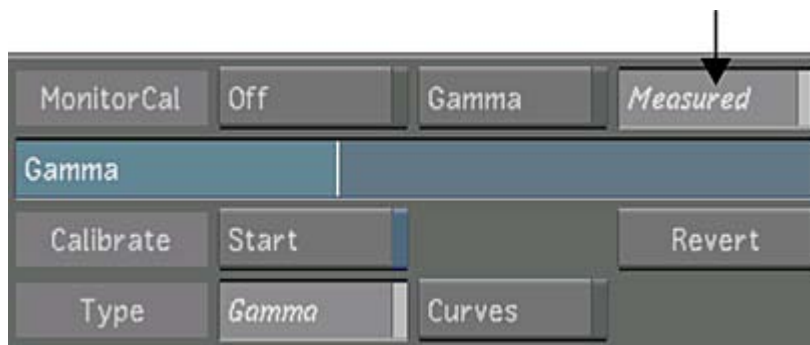 MonitorCal Off Gamma Measured
Gamma
Calibrate Start Revert
Type Gamma Curves